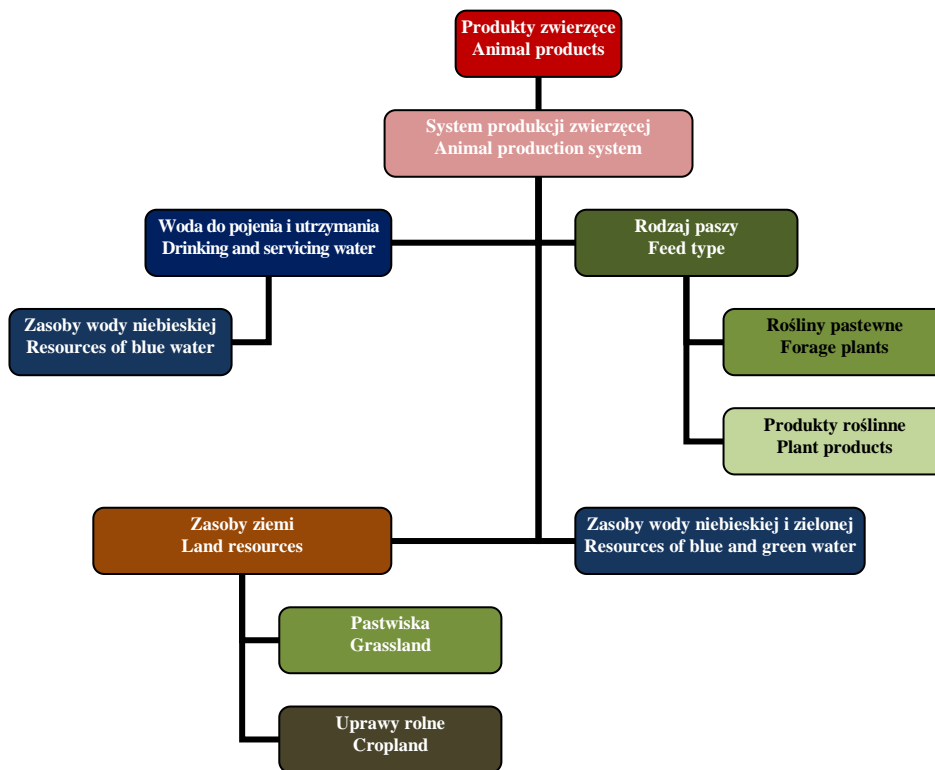 Produkty zwierzęce
Animal products
System produkcji zwierzęcej
Animal production system
Woda do pojenia i utrzymania
Drinking and servicing water
Rodzaj paszy
Feed type
Zasoby wody niebieskiej
Resources of blue water
Rośliny pastewne
Forage plants
Produkty roślinne
Plant products
Zasoby ziemi
Land resources
Zasoby wody niebieskiej i zielonej
Resources of blue and green water
Pastwiska
Grassland
Uprawy rolne
Cropland